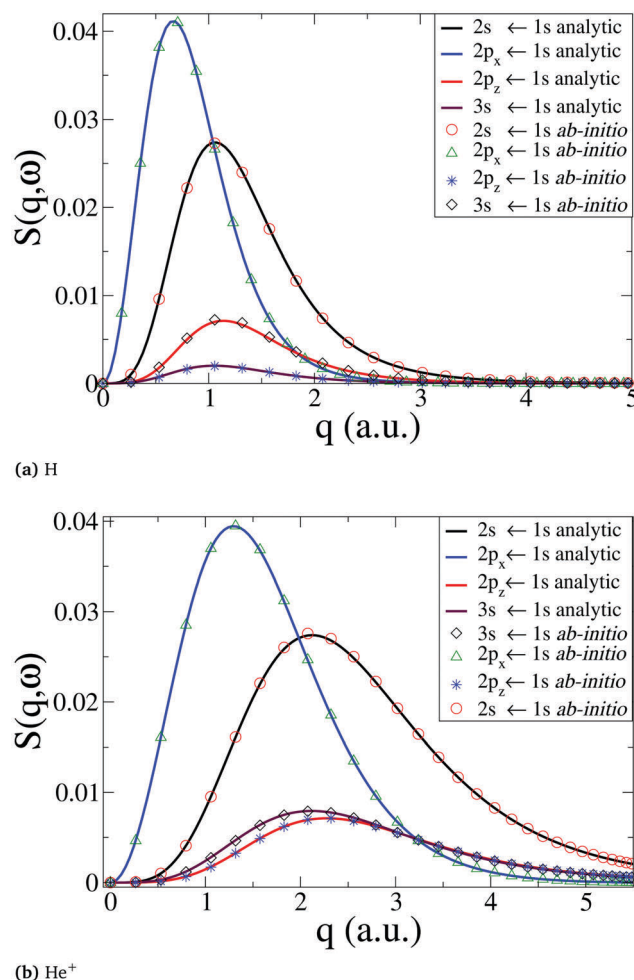 0.04
0.03
0.02
0.01
0
S(q,ω)
2s ← 1s analytic
2pₓ ← 1s analytic
2p_z ← 1s analytic
3s ← 1s analytic
2s ← 1s ab-initio
2pₓ ← 1s ab-initio
2p_z ← 1s ab-initio
3s ← 1s ab-initio
0 1 2 3 4 5
q (a.u.)
(a) H
0.04
0.03
0.02
0.01
0
S(q,ω)
2s ← 1s analytic
2pₓ ← 1s analytic
2p_z ← 1s analytic
3s ← 1s analytic
3s ← 1s ab-initio
2pₓ ← 1s ab-initio
2p_z ← 1s ab-initio
2s ← 1s ab-initio
0 1 2 3 4 5
q (a.u.)
(b) He⁺